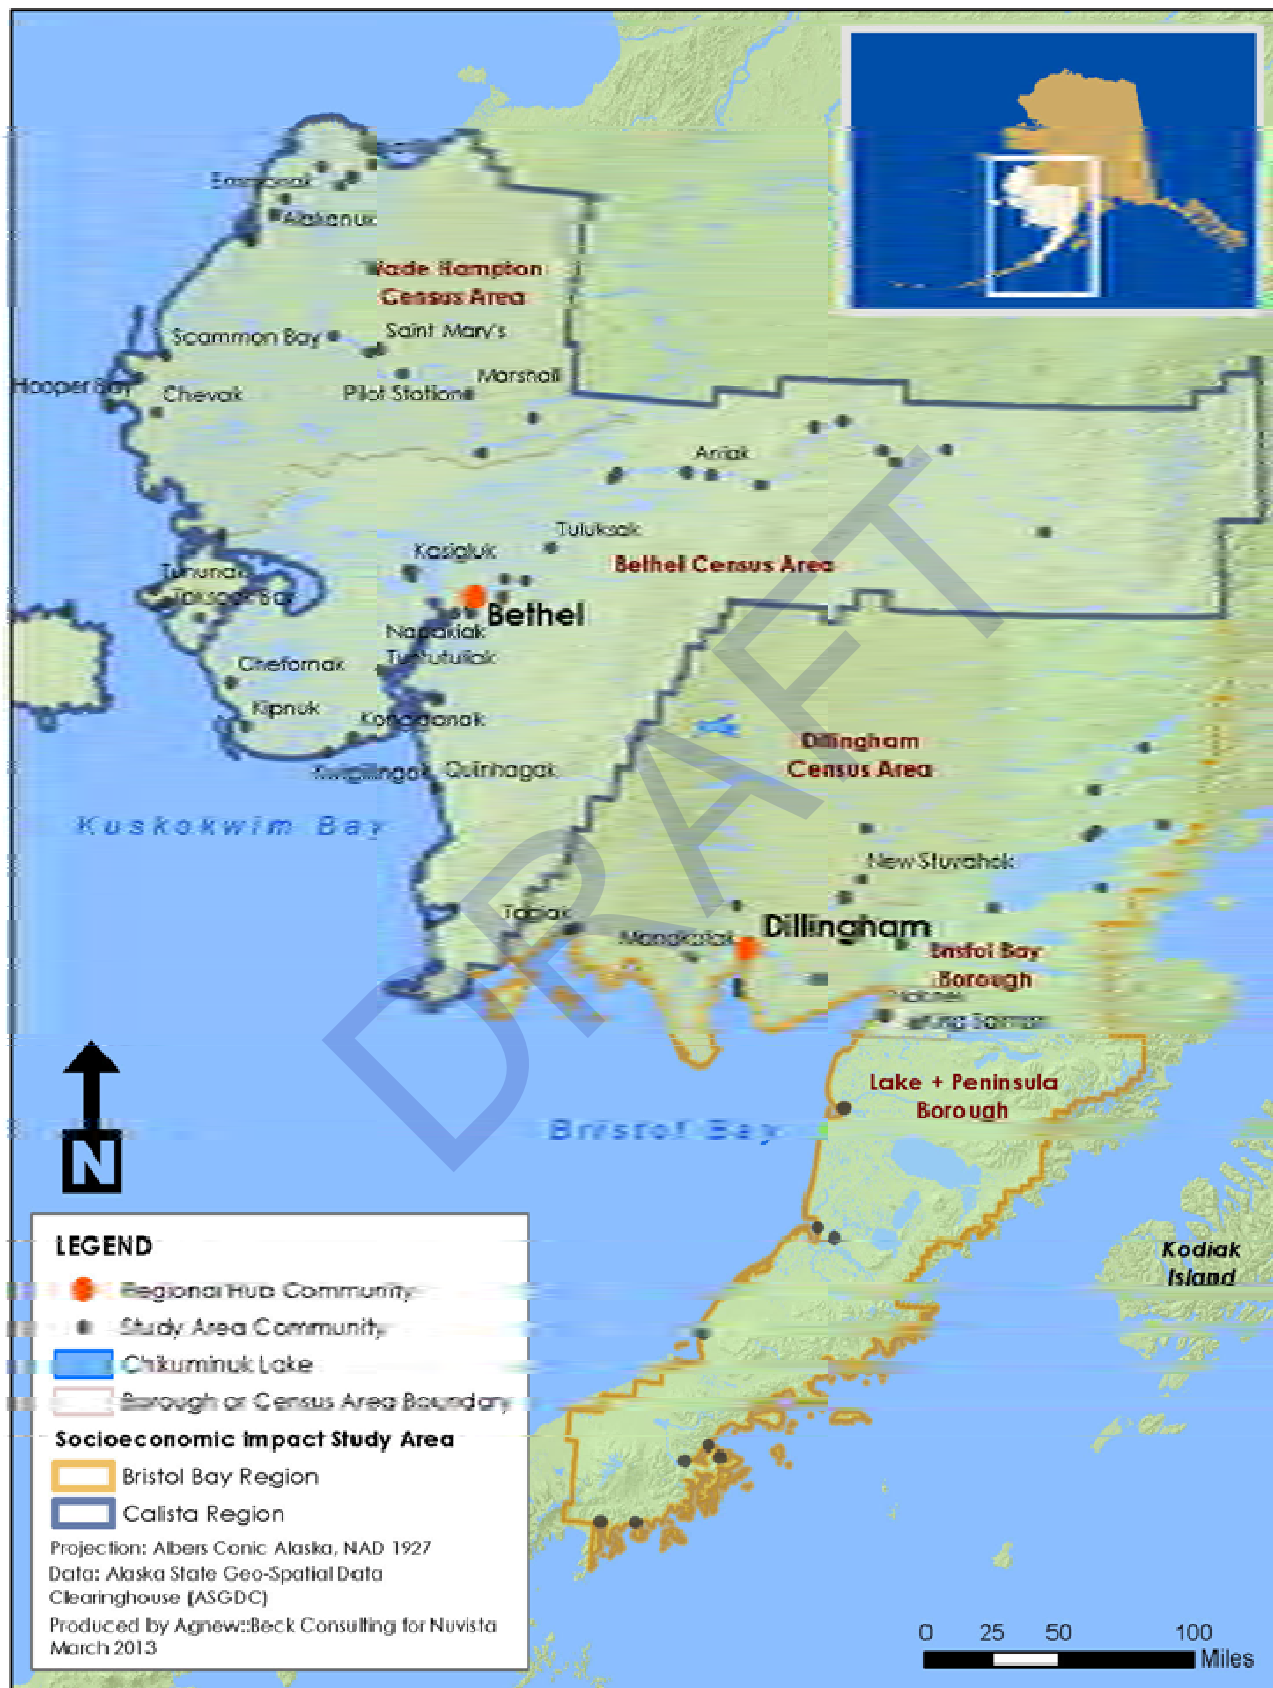 Alakanuk
Hampton
Census Area
Scammon Bay
Saint Mary's
Hooper Bay
Chevak
Pilot Station
Marshall
Aniak
Tuluksak
Kasigluk
Bethel Census Area
Tununak
Bethel
Napakiak
Tuntutuliak
Chefornak
Kipnuk
Kongiganak
Quinhagak
Dillingham
Census Area
Kuskokwim Bay
New Stuyahok
Togiak
Manokotak
Dillingham
Bristol Bay
Borough
Lake + Peninsula
Borough
Bristol Bay
DRAFT
N
Kodiak
Island
LEGEND
Regional Hub Community
Study Area Community
Chikuminuk Lake
Borough or Census Area Boundary
Socioeconomic Impact Study Area
Bristol Bay Region
Calista Region
Projection: Albers Conic Alaska, NAD 1927
Data: Alaska State Geo-Spatial Data
Clearinghouse (ASGDC)
Produced by Agnew::Beck Consulting for Nuvista
March 2013
0 25 50 100
Miles